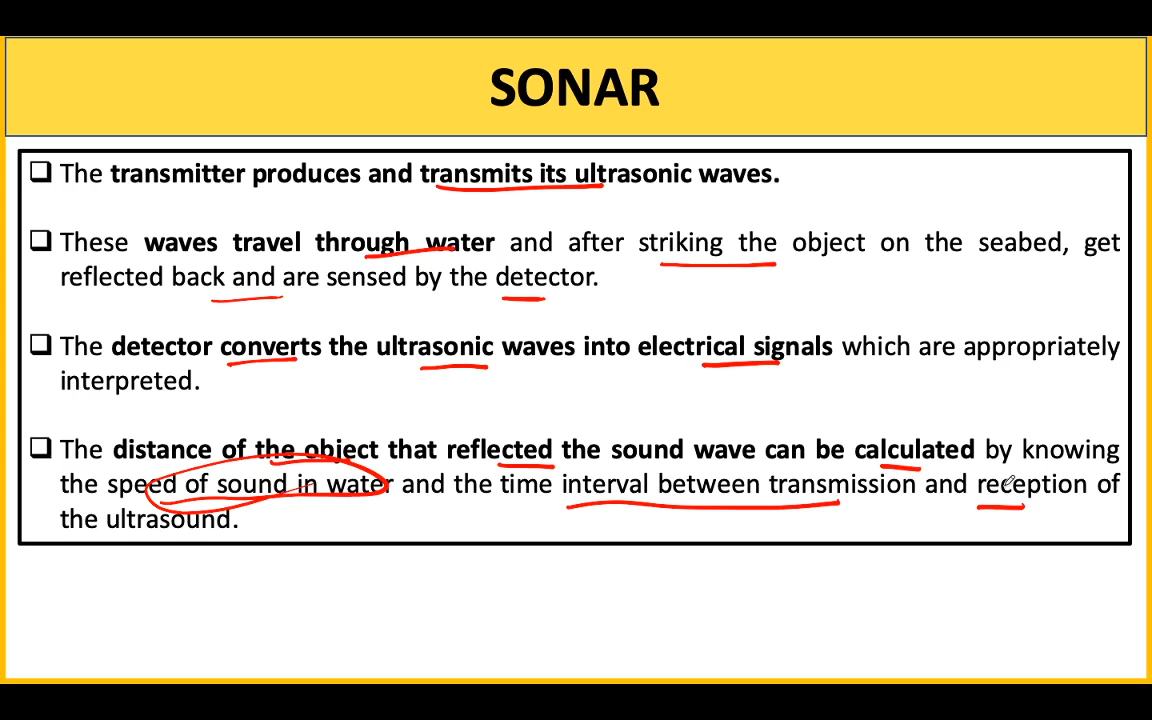 SONAR
❑ The transmitter produces and transmits its ultrasonic waves.
❑ These waves travel through water and after striking the object on the seabed, get
reflected back and are sensed by the detector.
❑ The detector converts the ultrasonic waves into electrical signals which are appropriately
interpreted.
❑ The distance of the object that reflected the sound wave can be calculated by knowing
the speed of sound in water and the time interval between transmission and reception of
the ultrasound.